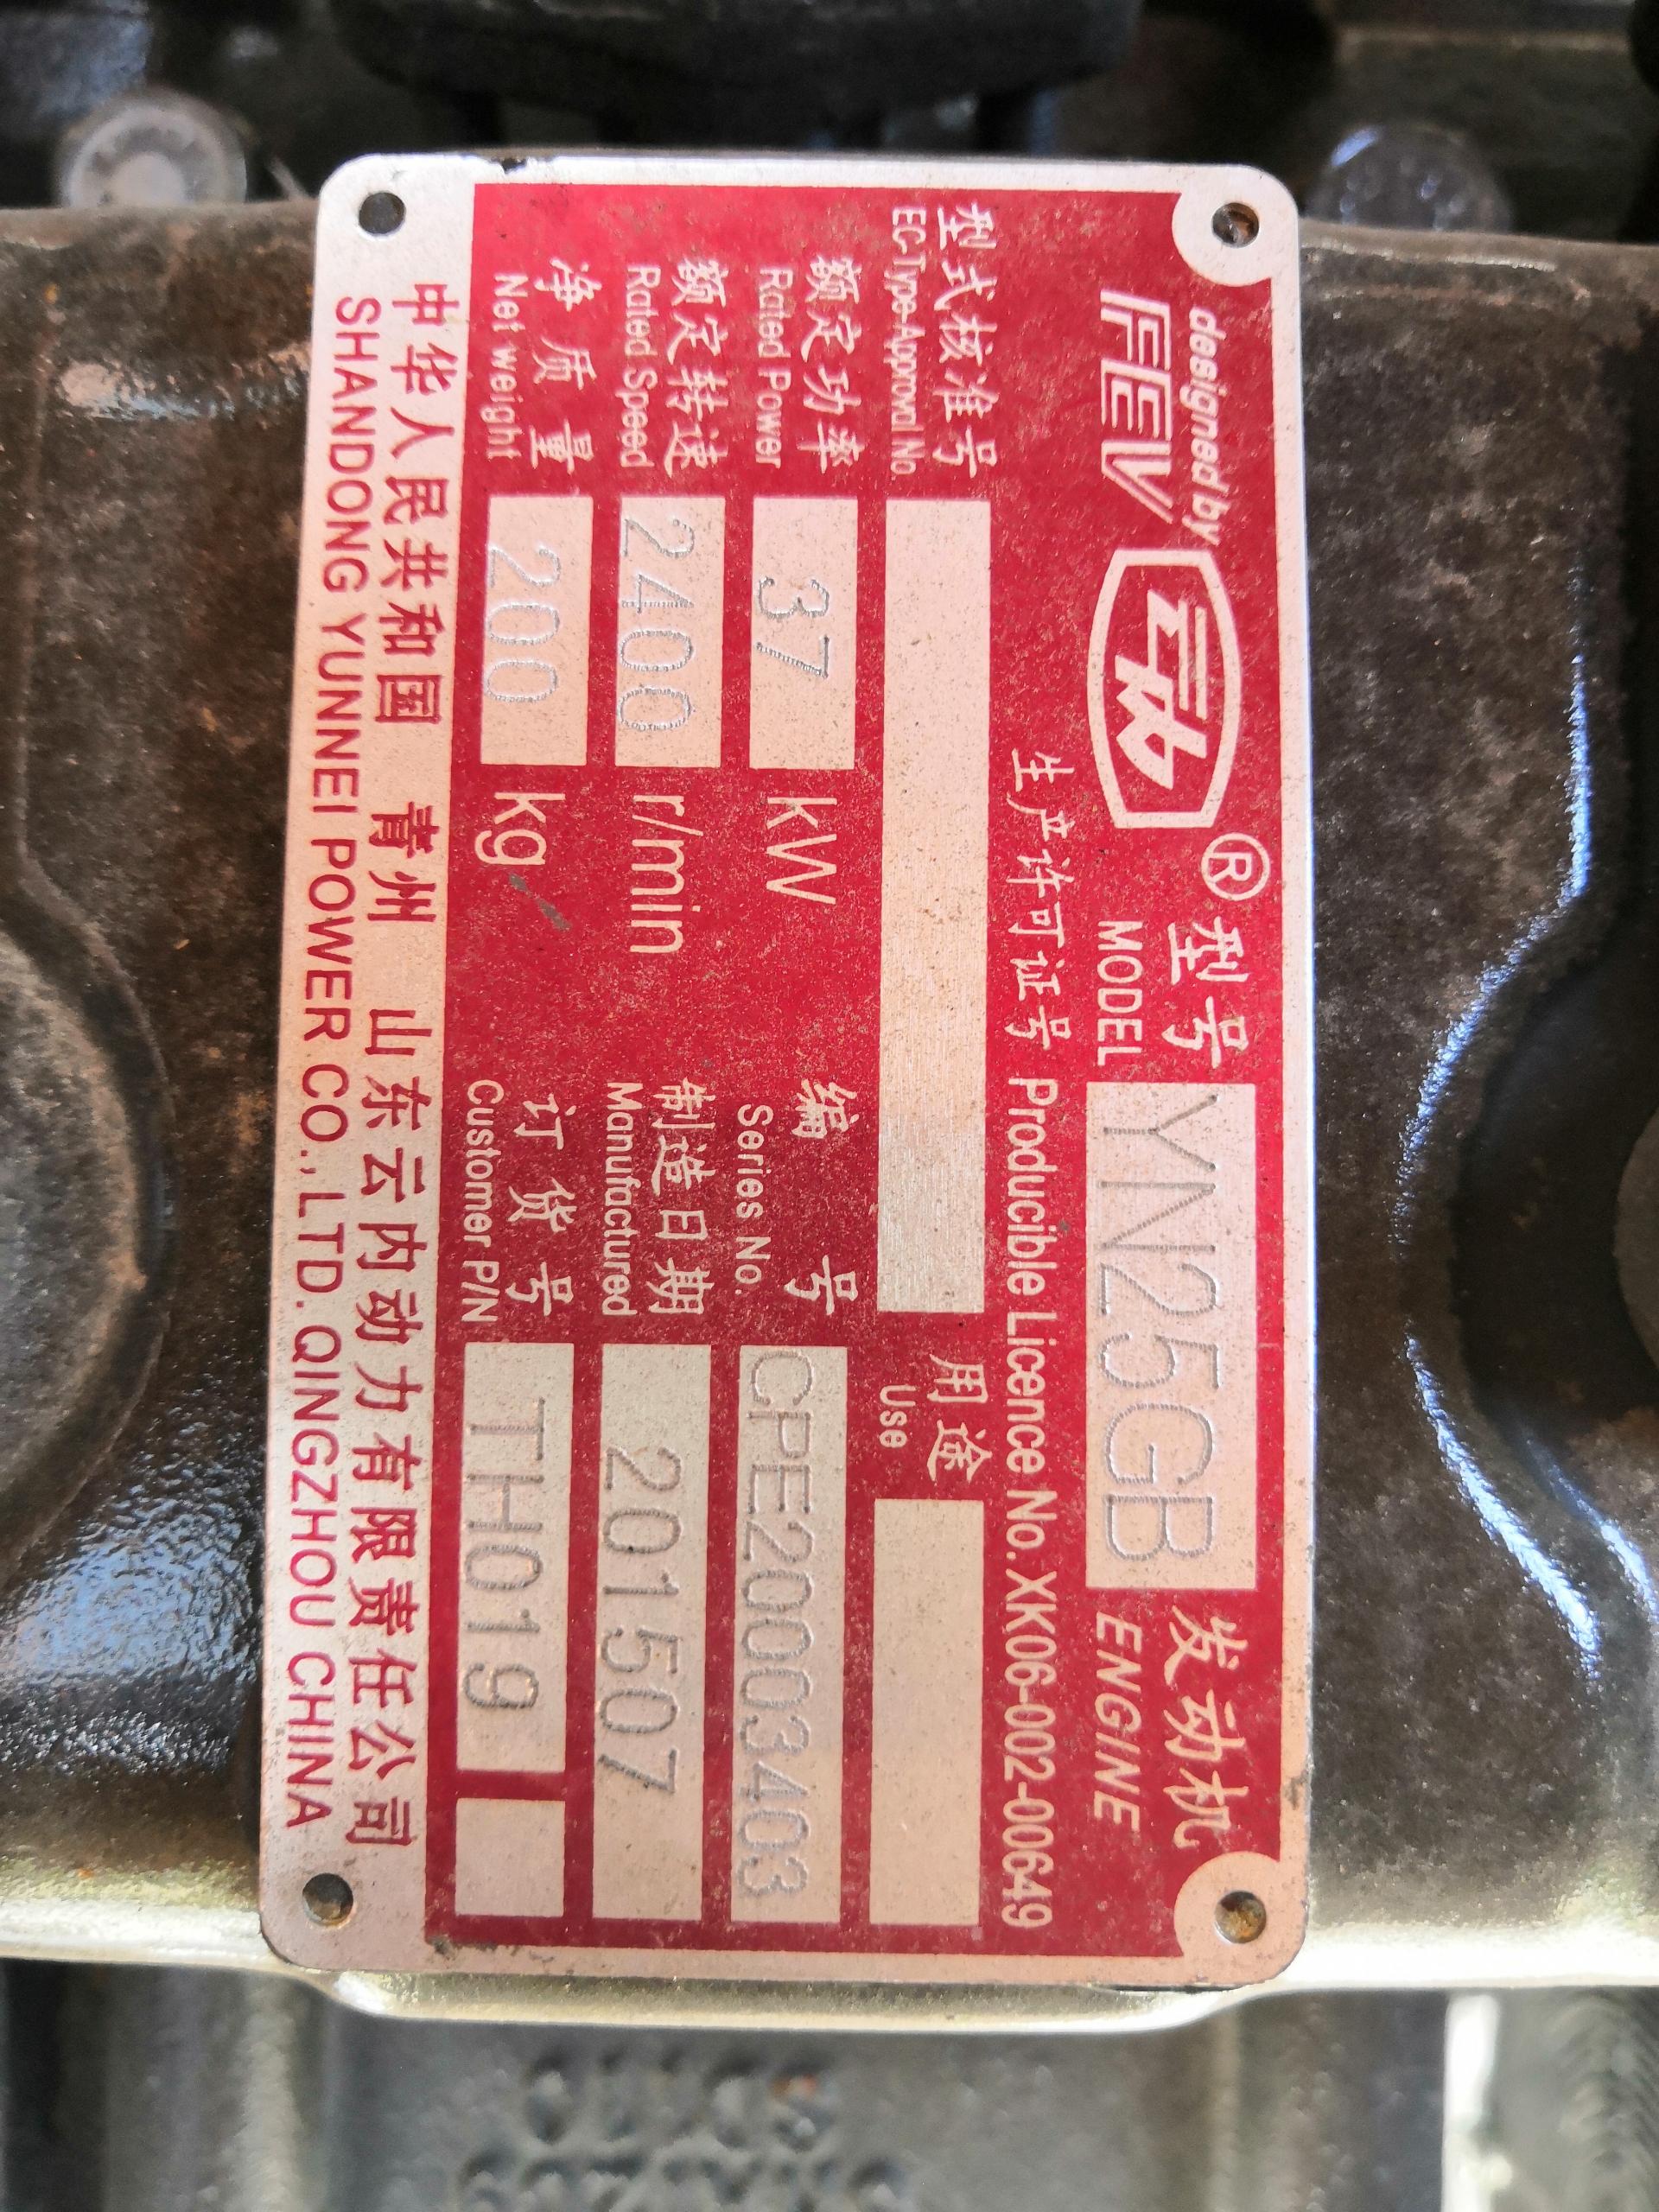 designed by
FEV 云内 ®
型号 YN25GB 发动机
MODEL ENGINE
生产许可证号 Producible Licence No. XK06-002-00649
型式核准号 用途
EC-Type-Approval No Use
额定功率 37 kW 编号 CPE20003403
Rated Power Series No.
额定转速 2400 r/min 制造日期 201507
Rated Speed Manufactured
净质量 200 kg 订货号 TH019
Net weight Customer P/N
中华人民共和国 青州 山东云内动力有限责任公司
SHANDONG YUNNEI POWER CO.,LTD. QINGZHOU CHINA